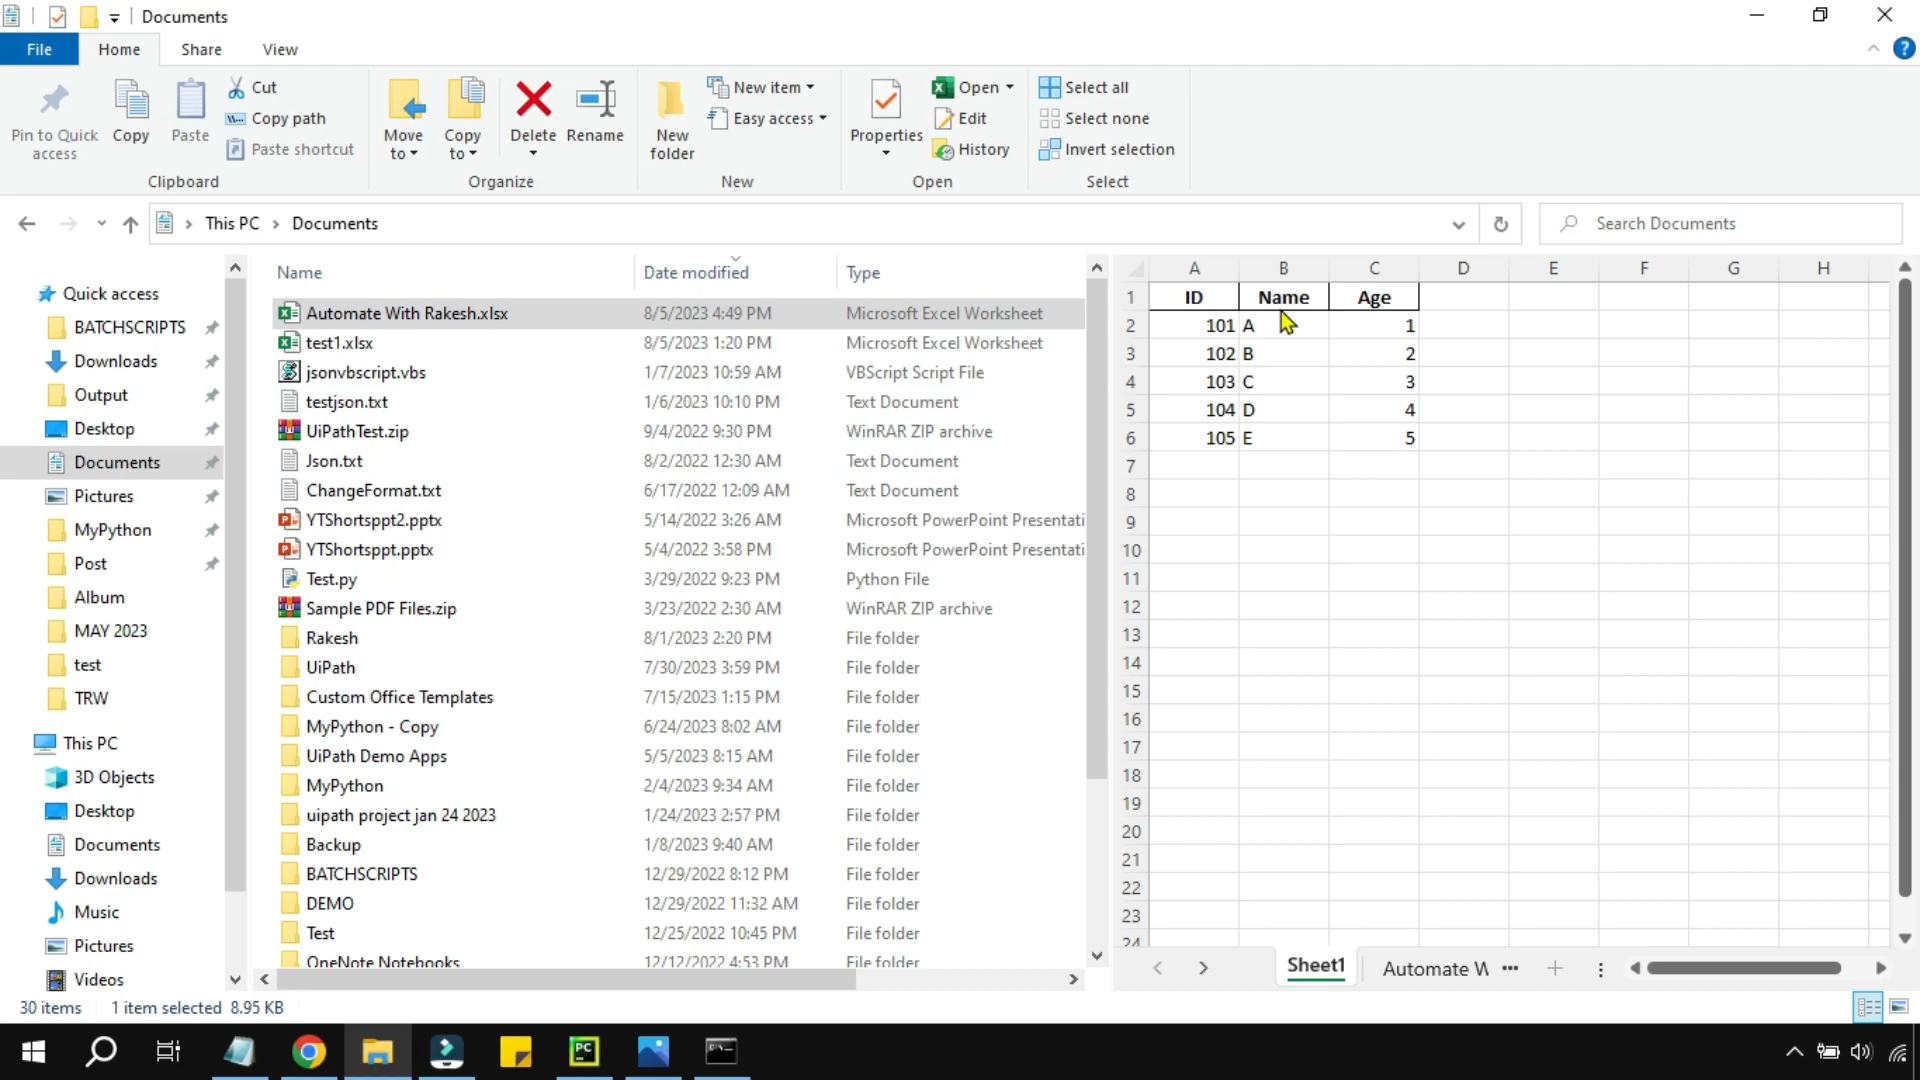 Documents
File Home Share View
Pin to Quick access
Copy
Paste
Cut
Copy path
Paste shortcut
Clipboard
Move to
Copy to
Delete
Rename
Organize
New folder
New item
Easy access
New
Properties
Open
Edit
History
Open
Select all
Select none
Invert selection
Select
This PC > Documents
Search Documents
Quick access
BATCHSCRIPTS
Downloads
Output
Desktop
Documents
Pictures
MyPython
Post
Album
MAY 2023
test
TRW
This PC
3D Objects
Desktop
Documents
Downloads
Music
Pictures
Videos
Name Date modified Type
Automate With Rakesh.xlsx 8/5/2023 4:49 PM Microsoft Excel Worksheet
test1.xlsx 8/5/2023 1:20 PM Microsoft Excel Worksheet
jsonvbscript.vbs 1/7/2023 10:59 AM VBScript Script File
testjson.txt 1/6/2023 10:10 PM Text Document
UiPathTest.zip 9/4/2022 9:30 PM WinRAR ZIP archive
Json.txt 8/2/2022 12:30 AM Text Document
ChangeFormat.txt 6/17/2022 12:09 AM Text Document
YTShortsppt2.pptx 5/14/2022 3:26 AM Microsoft PowerPoint Presentati
YTShortsppt.pptx 5/4/2022 3:58 PM Microsoft PowerPoint Presentati
Test.py 3/29/2022 9:23 PM Python File
Sample PDF Files.zip 3/23/2022 2:30 AM WinRAR ZIP archive
Rakesh 8/1/2023 2:20 PM File folder
UiPath 7/30/2023 3:59 PM File folder
Custom Office Templates 7/15/2023 1:15 PM File folder
MyPython - Copy 6/24/2023 8:02 AM File folder
UiPath Demo Apps 5/5/2023 8:15 AM File folder
MyPython 2/4/2023 9:34 AM File folder
uipath project jan 24 2023 1/24/2023 2:57 PM File folder
Backup 1/8/2023 9:40 AM File folder
BATCHSCRIPTS 12/29/2022 8:12 PM File folder
DEMO 12/29/2022 11:32 AM File folder
Test 12/25/2022 10:45 PM File folder
OneNote Notebooks 12/12/2022 4:53 PM File folder
A B C D E F G H
1 ID Name Age
2 101 A 1
3 102 B 2
4 103 C 3
5 104 D 4
6 105 E 5
7
8
9
10
11
12
13
14
15
16
17
18
19
20
21
22
23
24
Sheet1 Automate W ...
30 items 1 item selected 8.95 KB
PC